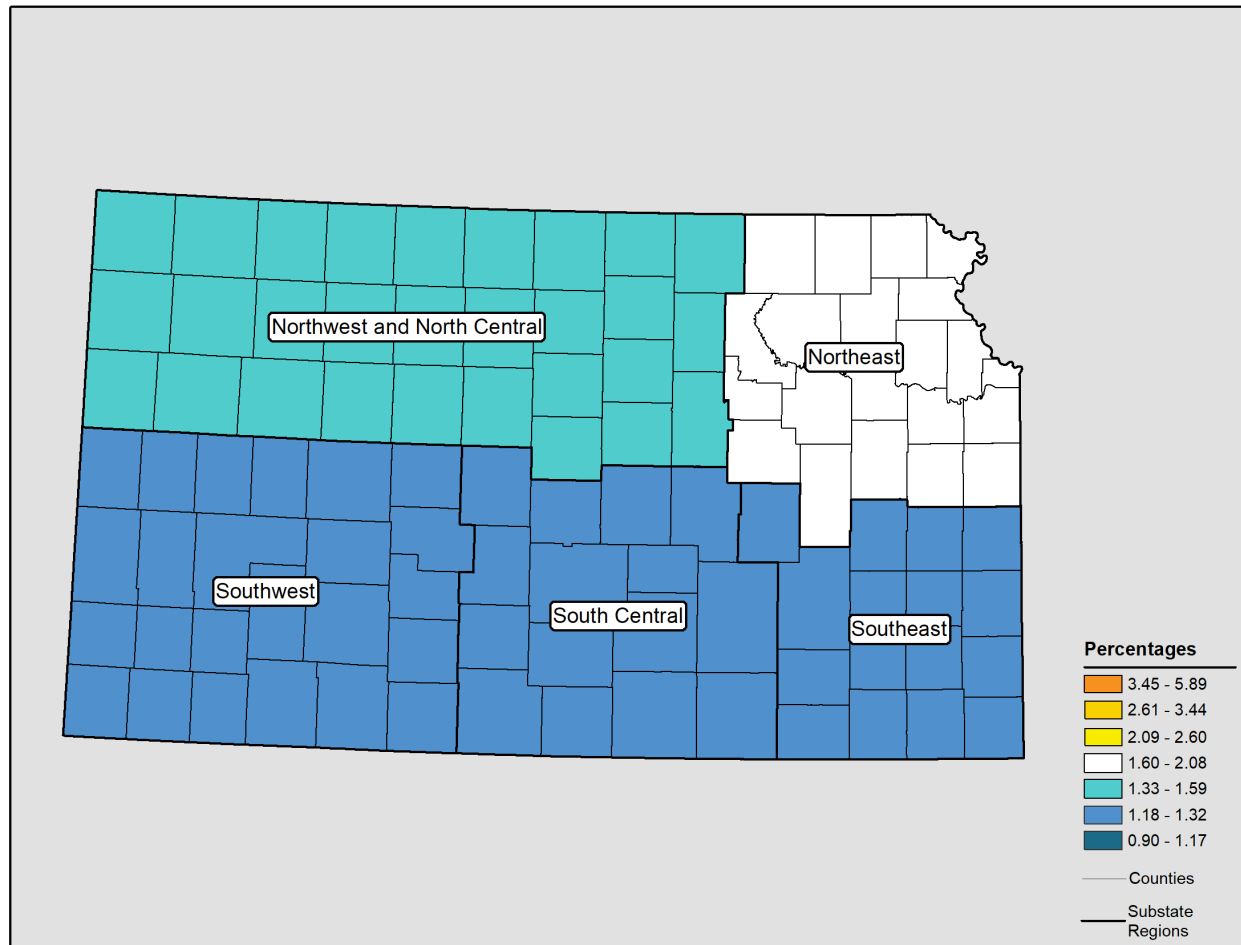 Northwest and North Central
Northeast
Southwest
South Central
Southeast
Percentages
3.45 - 5.89
2.61 - 3.44
2.09 - 2.60
1.60 - 2.08
1.33 - 1.59
1.18 - 1.32
0.90 - 1.17
Counties
Substate
Regions